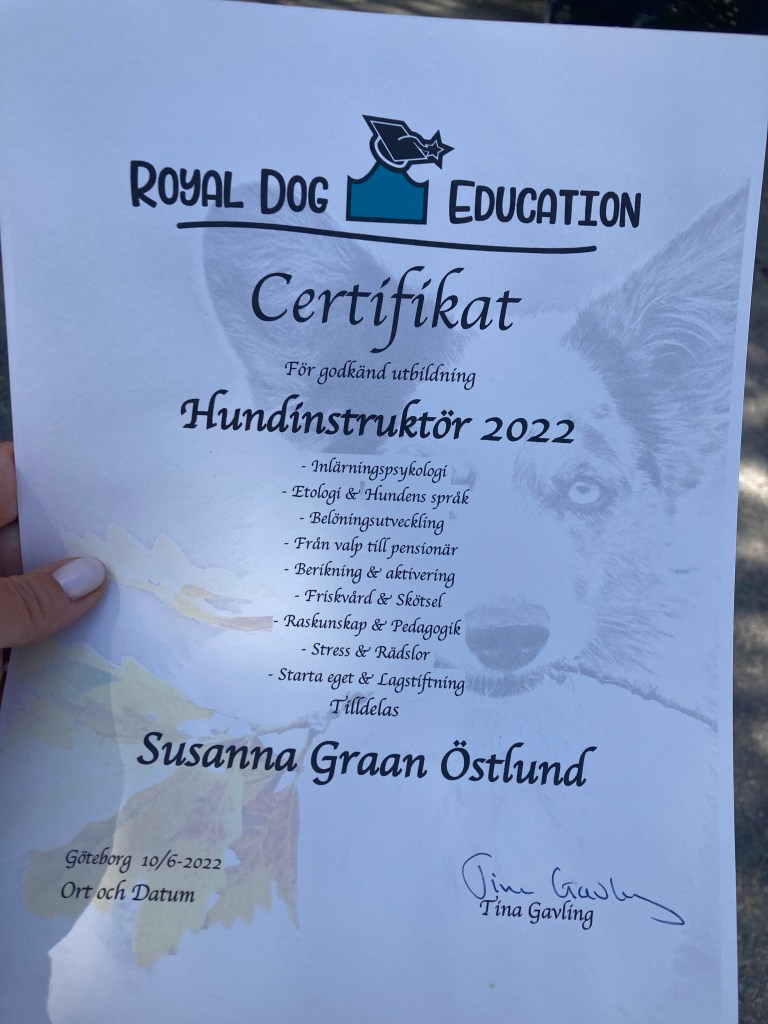 ROYAL DOG EDUCATION
Certifikat
För godkänd utbildning
Hundinstruktör 2022
- Inlärningspsykologi
- Etologi & Hundens språk
- Belöningsutveckling
- Från valp till pensionär
- Berikning & aktivering
- Friskvård & Skötsel
- Raskunskap & Pedagogik
- Stress & Rädslor
- Starta eget & Lagstiftning
Tilldelas
Susanna Graan Östlund
Göteborg 10/6-2022
Ort och Datum
Tina Gavling
Tina Gavling